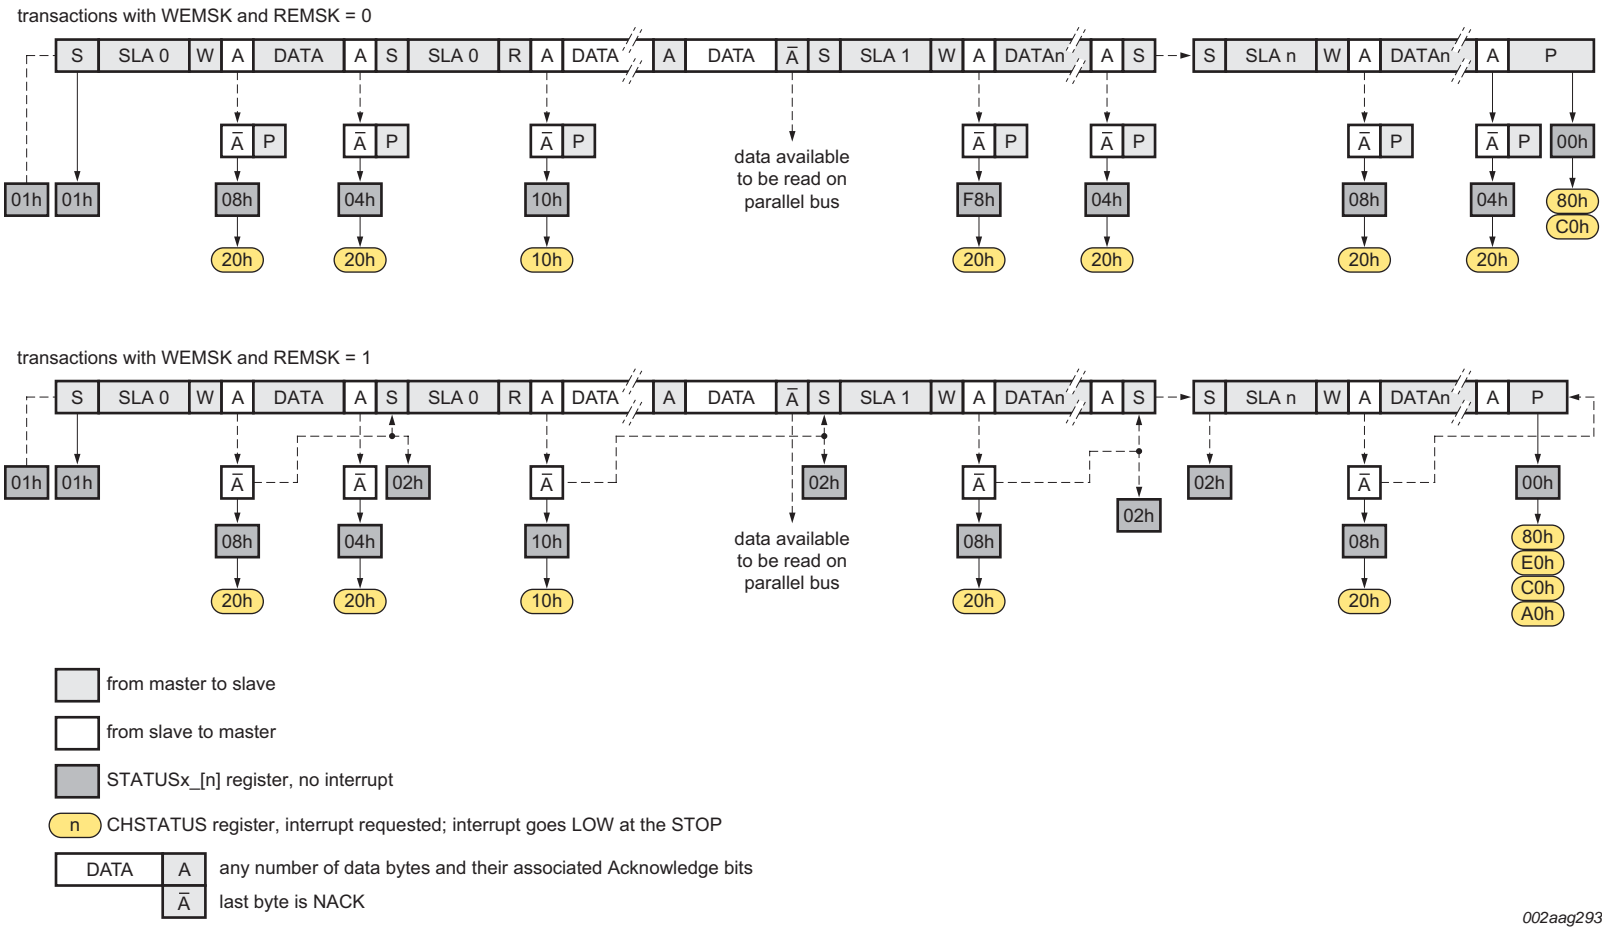 transactions with WEMSK and REMSK = 0
S SLA 0 W A DATA A S SLA 0 R A DATA A DATA A̅ S SLA 1 W A DATAn A S S SLA n W A DATAn A P
A̅ P A̅ P A̅ P A̅ P A̅ P A̅ P A̅ P 00h
data available
to be read on
parallel bus
01h 01h 08h 04h 10h F8h 04h 08h 04h 80h
C0h
20h 20h 10h 20h 20h 20h 20h
transactions with WEMSK and REMSK = 1
S SLA 0 W A DATA A S SLA 0 R A DATA A DATA A̅ S SLA 1 W A DATAn A S S SLA n W A DATAn A P
01h 01h A̅ A̅ 02h A̅ 02h A̅ 02h A̅ 00h
02h
08h 04h 10h 08h 08h 80h
data available
to be read on
parallel bus
E0h
C0h
20h 20h 10h 20h 20h A0h
from master to slave
from slave to master
STATUSx_[n] register, no interrupt
n CHSTATUS register, interrupt requested; interrupt goes LOW at the STOP
DATA A any number of data bytes and their associated Acknowledge bits
A̅ last byte is NACK
002aag293